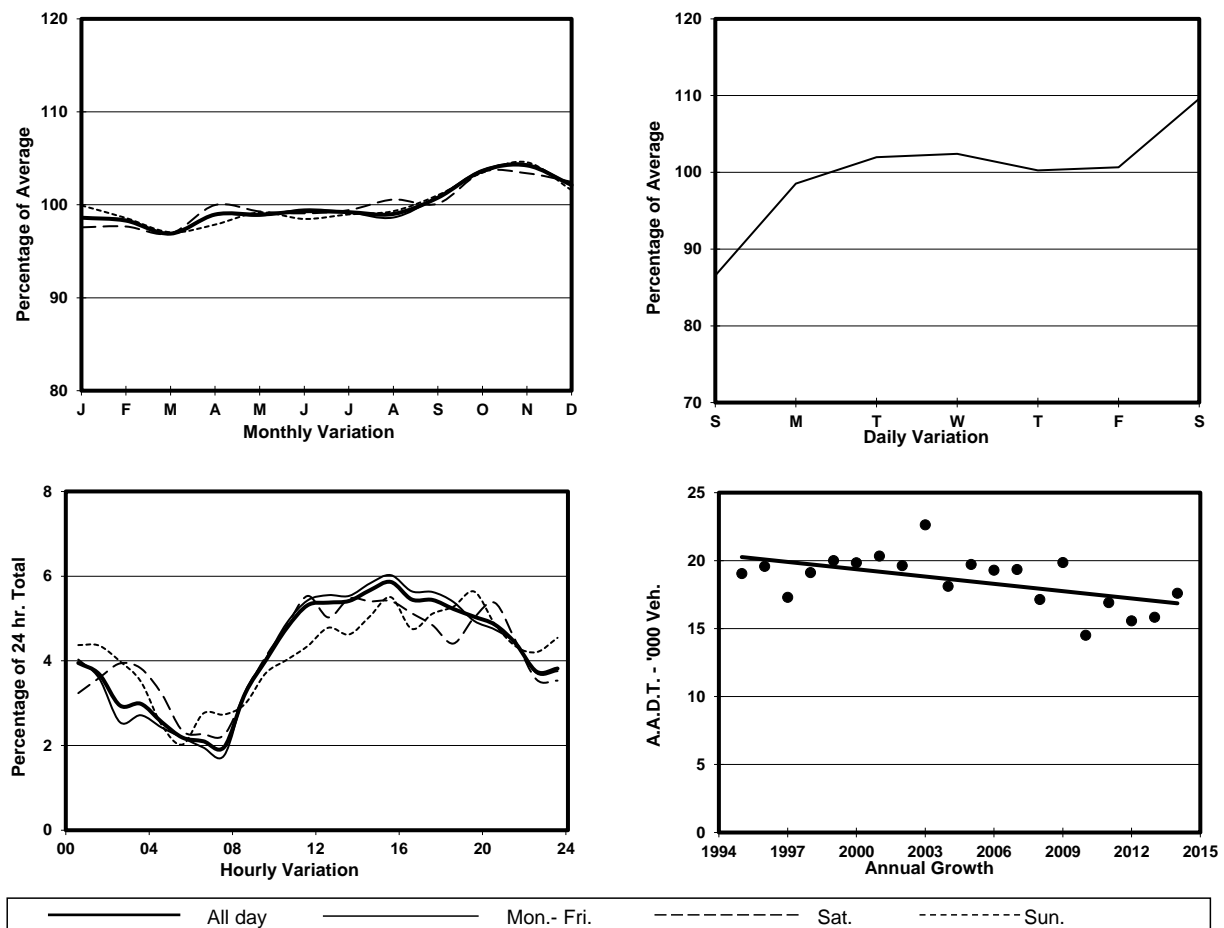 120
110
100
90
80
Percentage of Average
J F M A M J J A S O N D
Monthly Variation
120
110
100
90
80
70
Percentage of Average
S M T W T F S
Daily Variation
8
6
4
2
0
Percentage of 24 hr. Total
00 04 08 12 16 20 24
Hourly Variation
25
20
15
10
5
0
A.A.D.T. - '000 Veh.
1994 1997 2000 2003 2006 2009 2012 2015
Annual Growth
All day Mon.- Fri. Sat. Sun.